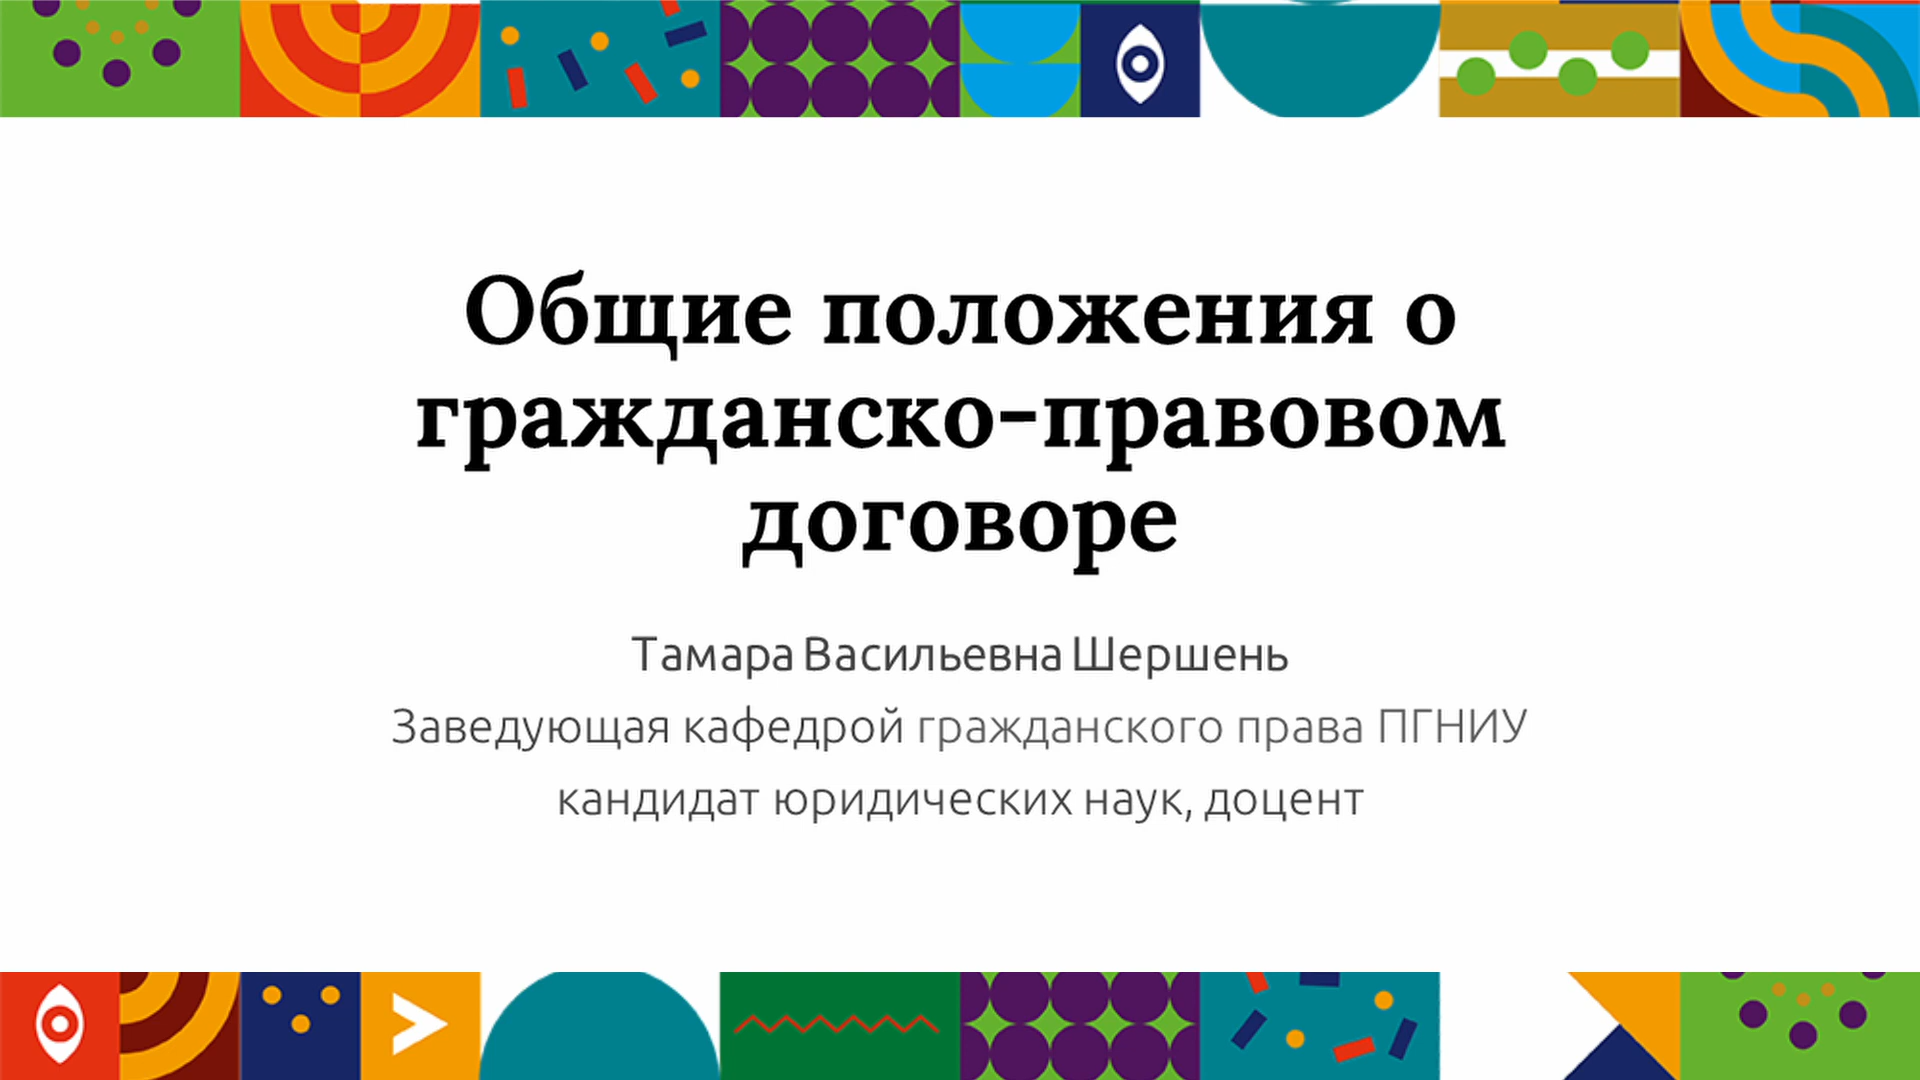 Общие положения о
гражданско-правовом
договоре
Тамара Васильевна Шершень
Заведующая кафедрой гражданского права ПГНИУ
кандидат юридических наук, доцент